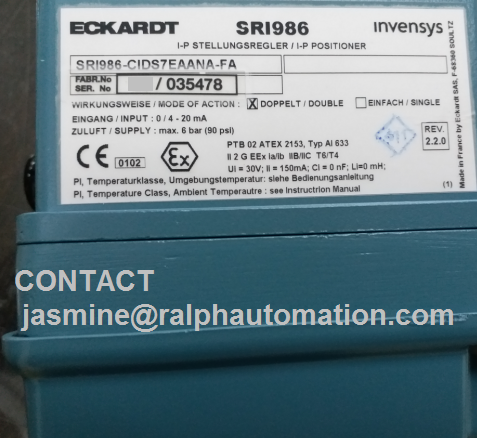 ECKARDT SRI986 invensys
I-P STELLUNGSREGLER / I-P POSITIONER
SRI986-CIDS7EAANA-FA
FABR.No
SER. No / 035478
WIRKUNGSWEISE / MODE OF ACTION : X DOPPELT / DOUBLE EINFACH / SINGLE
EINGANG / INPUT : 0 / 4 - 20 mA
ZULUFT / SUPPLY : max. 6 bar (90 psi)
CE 0102 Ex
PTB 02 ATEX 2153, Typ AI 633
II 2 G EEx ia/ib IIB/IIC T6/T4
UI = 30V; II = 150mA; CI = 0 nF; LI=0 mH;
REV.
2.2.0
PI, Temperaturklasse, Umgebungstemperatur: siehe Bedienungsanleitung
PI, Temperature Class, Ambient Temperautre : see Instructrion Manual (1)
Made in France by Eckardt SAS, F-68360 SOULTZ
CONTACT
jasmine@ralphautomation.com